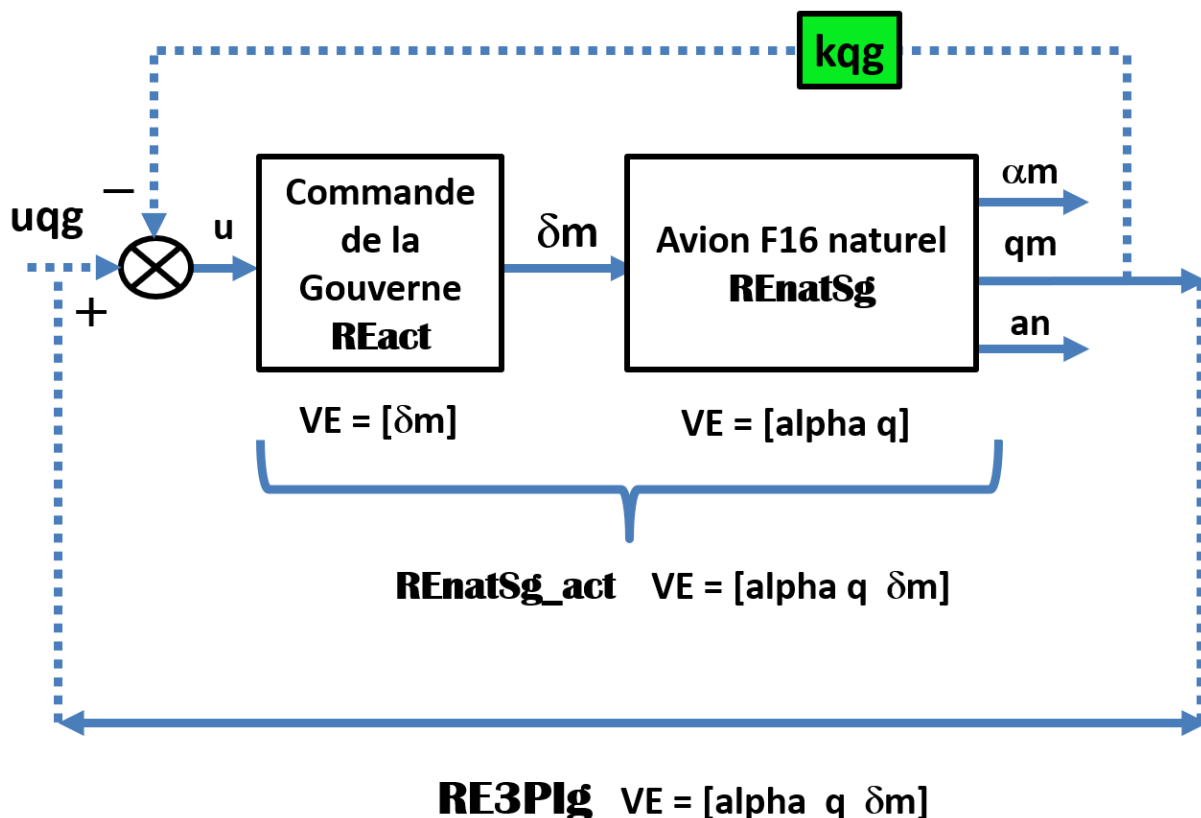 kqg
−
uqg
+
u
Commande
de la
Gouverne
REact
δm
Avion F16 naturel
REnatSg
αm
qm
an
VE = [δm]
VE = [alpha q]
REnatSg_act VE = [alpha q δm]
RE3PIg VE = [alpha q δm]